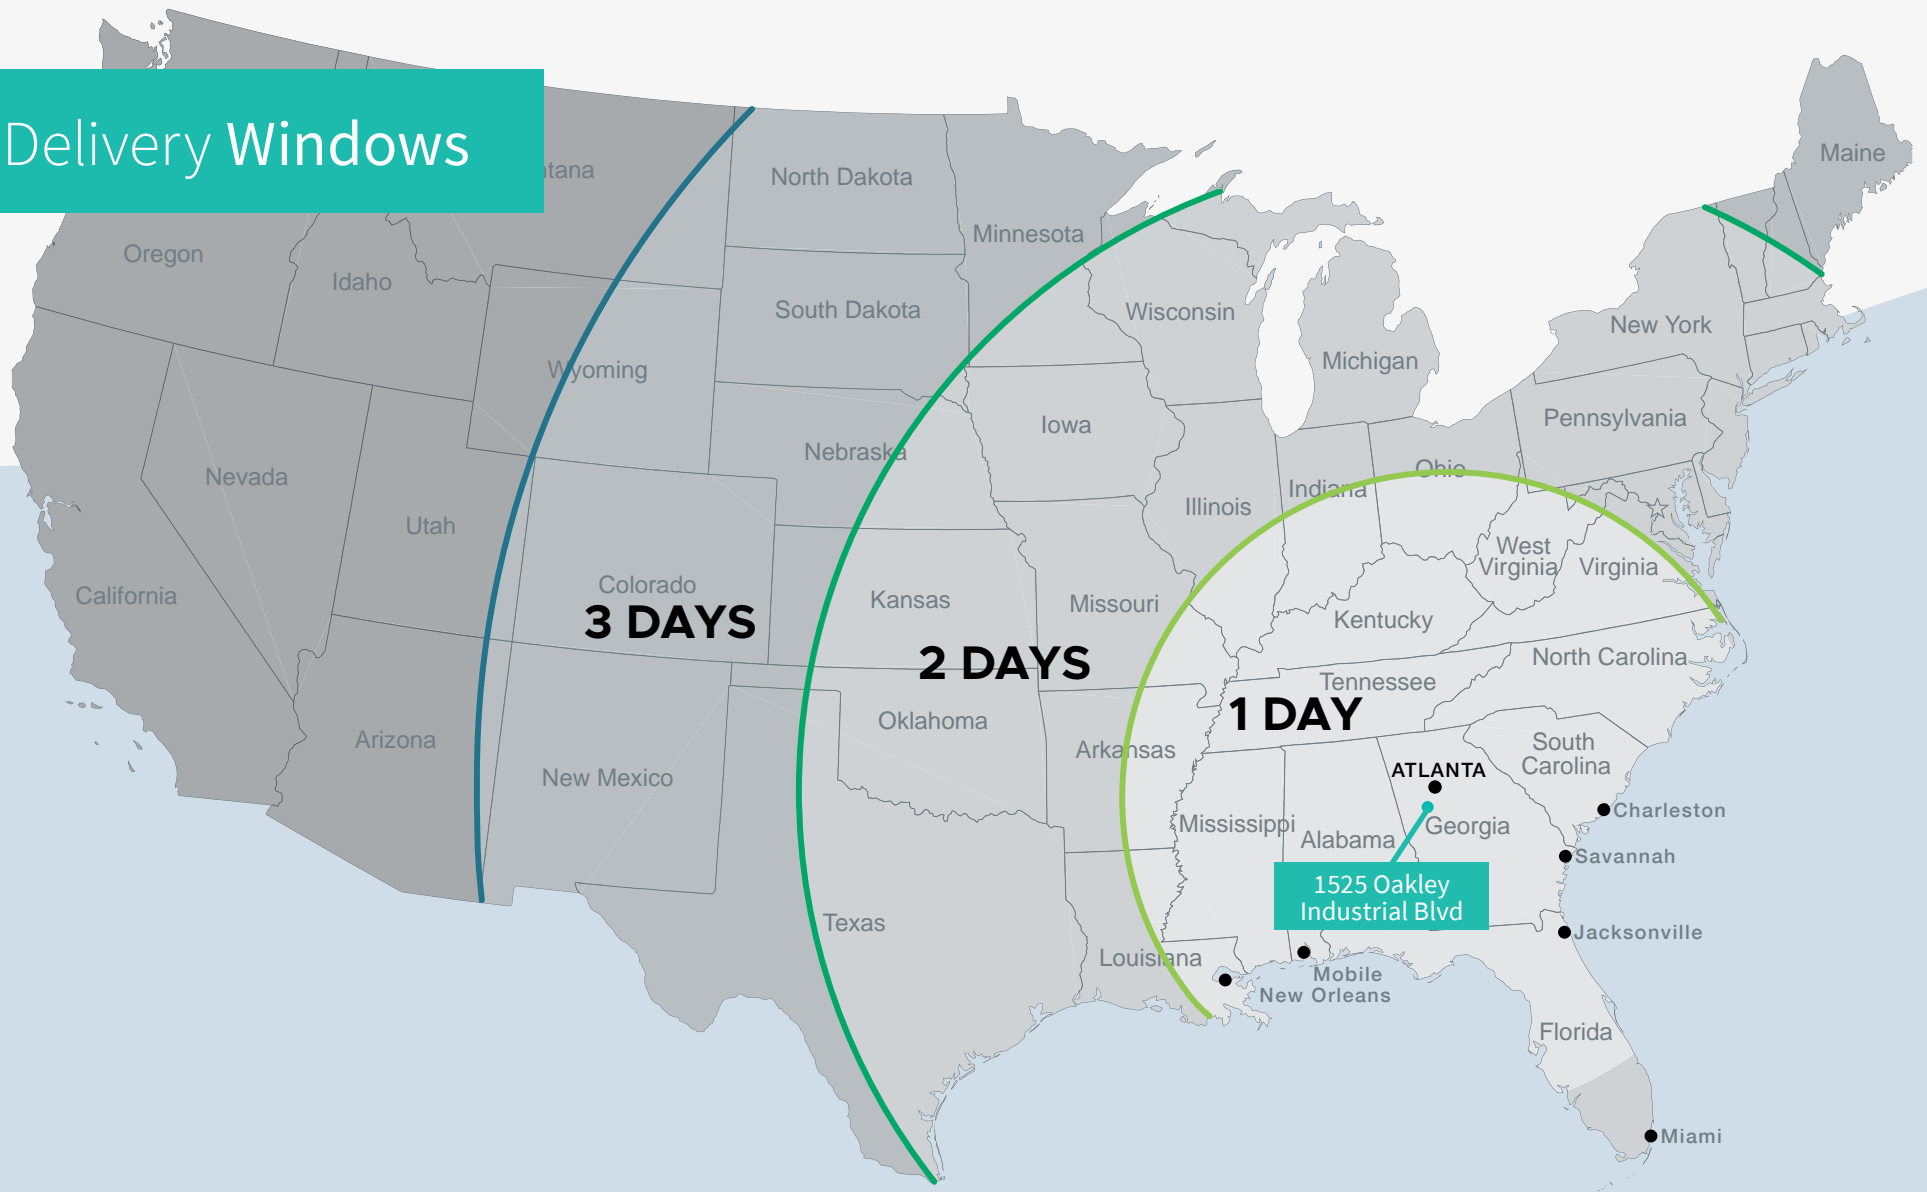 Delivery Windows
ntana
North Dakota
Minnesota
Maine
Oregon
Idaho
South Dakota
Wisconsin
New York
Wyoming
Michigan
Iowa
Pennsylvania
Nebraska
Nevada
Ohio
Indiana
Illinois
Utah
West
Virginia
Virginia
California
Colorado
3 DAYS
Kansas
Missouri
Kentucky
2 DAYS
North Carolina
Tennessee
1 DAY
Oklahoma
Arizona
Arkansas
South
Carolina
New Mexico
ATLANTA
Charleston
Mississippi
Alabama
Georgia
Savannah
1525 Oakley
Industrial Blvd
Texas
Jacksonville
Louisiana
Mobile
New Orleans
Florida
Miami